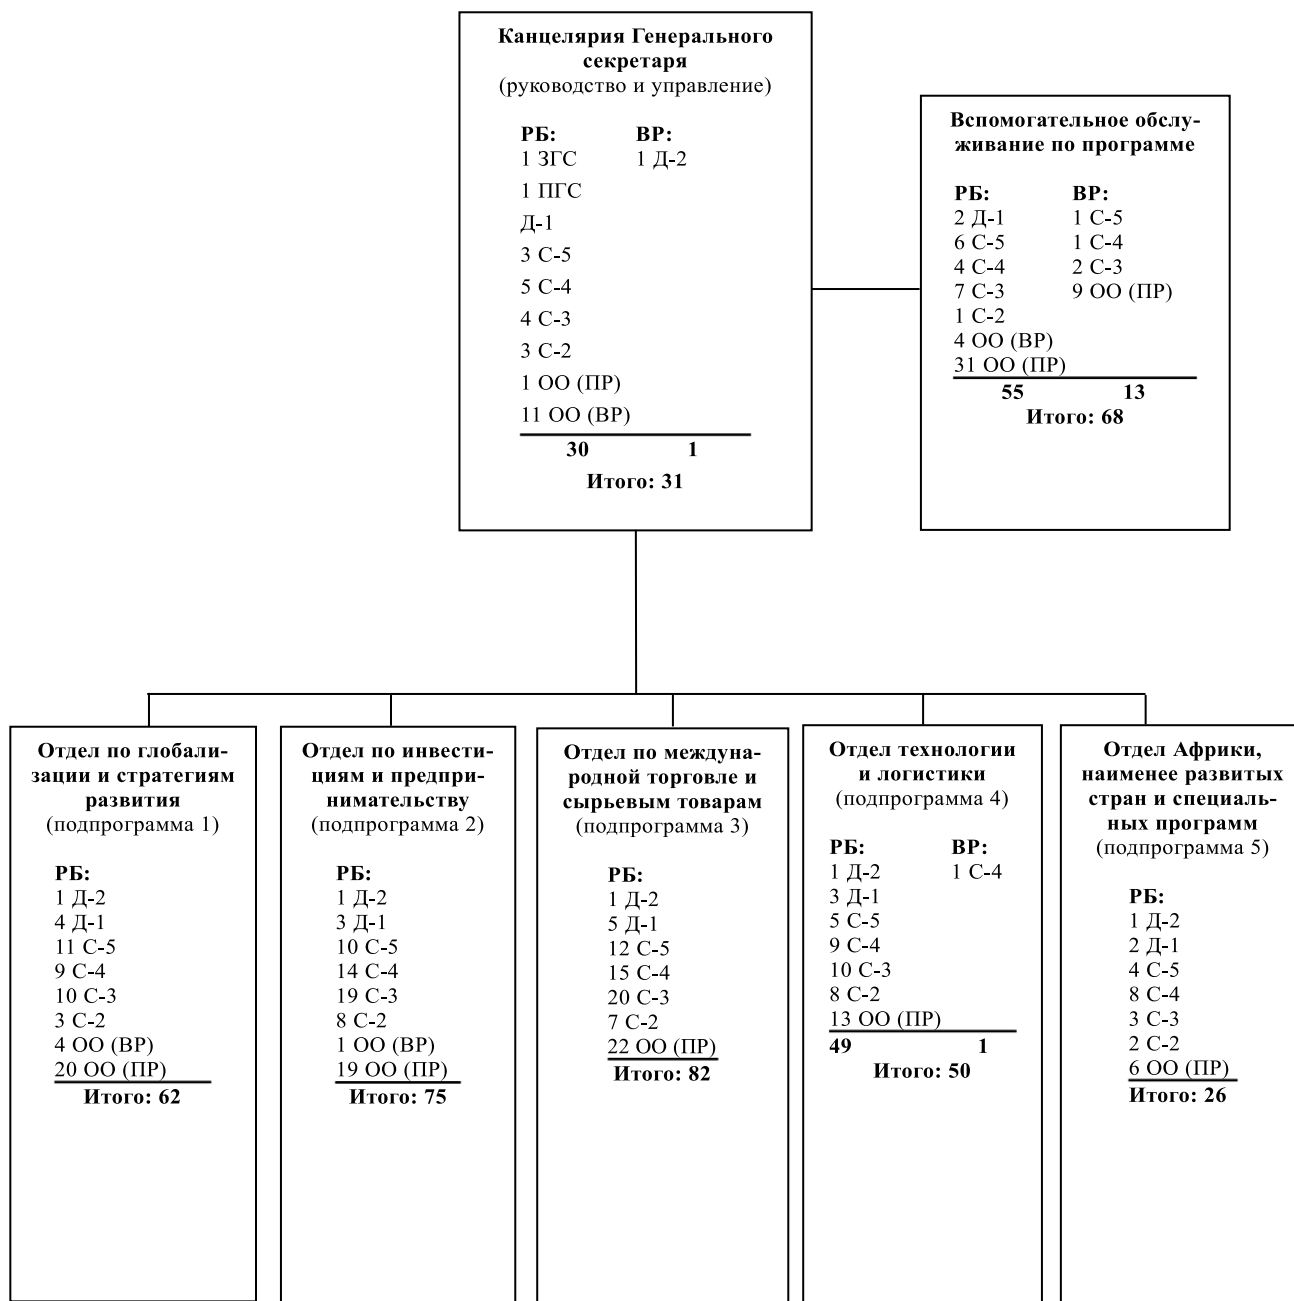 Канцелярия Генерального
секретаря
(руководство и управление)
РБ: ВР:
1 ЗГС 1 Д-2
1 ПГС
Д-1
3 С-5
5 С-4
4 С-3
3 С-2
1 ОО (ПР)
11 ОО (ВР)
30 1
Итого: 31
Вспомогательное обслу-
живание по программе
РБ: ВР:
2 Д-1 1 С-5
6 С-5 1 С-4
4 С-4 2 С-3
7 С-3 9 ОО (ПР)
1 С-2
4 ОО (ВР)
31 ОО (ПР)
55 13
Итого: 68
Отдел по глобали-
зации и стратегиям
развития
(подпрограмма 1)
РБ:
1 Д-2
4 Д-1
11 С-5
9 С-4
10 С-3
3 С-2
4 ОО (ВР)
20 ОО (ПР)
Итого: 62
Отдел по инвести-
циям и предпри-
нимательству
(подпрограмма 2)
РБ:
1 Д-2
3 Д-1
10 С-5
14 С-4
19 С-3
8 С-2
1 ОО (ВР)
19 ОО (ПР)
Итого: 75
Отдел по междуна-
родной торговле и
сырьевым товарам
(подпрограмма 3)
РБ:
1 Д-2
5 Д-1
12 С-5
15 С-4
20 С-3
7 С-2
22 ОО (ПР)
Итого: 82
Отдел технологии
и логистики
(подпрограмма 4)
РБ: ВР:
1 Д-2 1 С-4
3 Д-1
5 С-5
9 С-4
10 С-3
8 С-2
13 ОО (ПР)
49 1
Итого: 50
Отдел Африки,
наименее развитых
стран и специаль-
ных программ
(подпрограмма 5)
РБ:
1 Д-2
2 Д-1
4 С-5
8 С-4
3 С-3
2 С-2
6 ОО (ПР)
Итого: 26